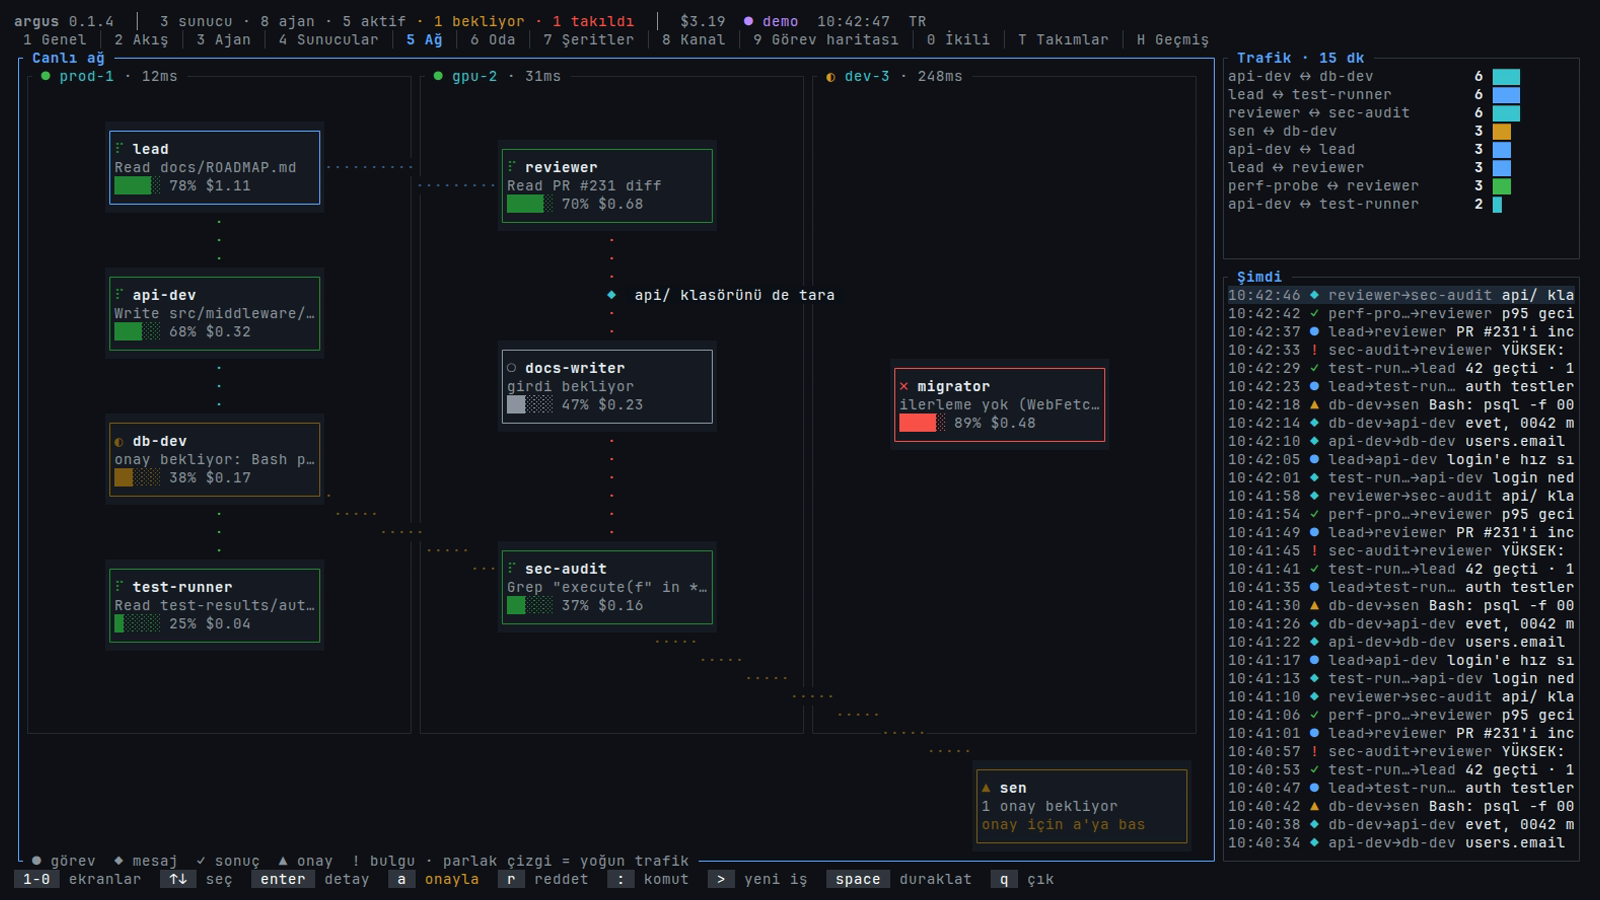 argus 0.1.4 │ 3 sunucu · 8 ajan · 5 aktif · 1 bekliyor · 1 takıldı │ $3.19 ● demo 10:42:47 TR
1 Genel │ 2 Akış │ 3 Ajan │ 4 Sunucular │ 5 Ağ │ 6 Oda │ 7 Şeritler │ 8 Kanal │ 9 Görev haritası │ 0 İkili │ T Takımlar │ H Geçmiş
Canlı ağ
● prod-1 · 12ms
lead
Read docs/ROADMAP.md
78% $1.11
api-dev
Write src/middleware/…
68% $0.32
◐ db-dev
onay bekliyor: Bash p…
38% $0.17
test-runner
Read test-results/aut…
25% $0.04
● gpu-2 · 31ms
reviewer
Read PR #231 diff
70% $0.68
◆ api/ klasörünü de tara
○ docs-writer
girdi bekliyor
47% $0.23
sec-audit
Grep "execute(f" in *…
37% $0.16
◐ dev-3 · 248ms
✕ migrator
ilerleme yok (WebFetc…
89% $0.48
▲ sen
1 onay bekliyor
onay için a'ya bas
● görev ◆ mesaj ✓ sonuç ▲ onay ! bulgu · parlak çizgi = yoğun trafik
Trafik · 15 dk
api-dev ↔ db-dev 6
lead ↔ test-runner 6
reviewer ↔ sec-audit 6
sen ↔ db-dev 3
api-dev ↔ lead 3
lead ↔ reviewer 3
perf-probe ↔ reviewer 3
api-dev ↔ test-runner 2
Şimdi
10:42:46 ◆ reviewer→sec-audit api/ kla
10:42:42 ✓ perf-pro…→reviewer p95 geci
10:42:37 ● lead→reviewer PR #231'i inc
10:42:33 ! sec-audit→reviewer YÜKSEK:
10:42:29 ✓ test-run…→lead 42 geçti · 1
10:42:23 ● lead→test-run… auth testler
10:42:18 ▲ db-dev→sen Bash: psql -f 00
10:42:14 ◆ db-dev→api-dev evet, 0042 m
10:42:10 ◆ api-dev→db-dev users.email
10:42:05 ● lead→api-dev login'e hız sı
10:42:01 ◆ test-run…→api-dev login ned
10:41:58 ◆ reviewer→sec-audit api/ kla
10:41:54 ✓ perf-pro…→reviewer p95 geci
10:41:49 ● lead→reviewer PR #231'i inc
10:41:45 ! sec-audit→reviewer YÜKSEK:
10:41:41 ✓ test-run…→lead 42 geçti · 1
10:41:35 ● lead→test-run… auth testler
10:41:30 ▲ db-dev→sen Bash: psql -f 00
10:41:26 ◆ db-dev→api-dev evet, 0042 m
10:41:22 ◆ api-dev→db-dev users.email
10:41:17 ● lead→api-dev login'e hız sı
10:41:13 ◆ test-run…→api-dev login ned
10:41:10 ◆ reviewer→sec-audit api/ kla
10:41:06 ✓ perf-pro…→reviewer p95 geci
10:41:01 ● lead→reviewer PR #231'i inc
10:40:57 ! sec-audit→reviewer YÜKSEK:
10:40:53 ✓ test-run…→lead 42 geçti · 1
10:40:47 ● lead→test-run… auth testler
10:40:42 ▲ db-dev→sen Bash: psql -f 00
10:40:38 ◆ db-dev→api-dev evet, 0042 m
10:40:34 ◆ api-dev→db-dev users.email
1-0 ekranlar ↑↓ seç enter detay a onayla r reddet : komut > yeni iş space duraklat q çık